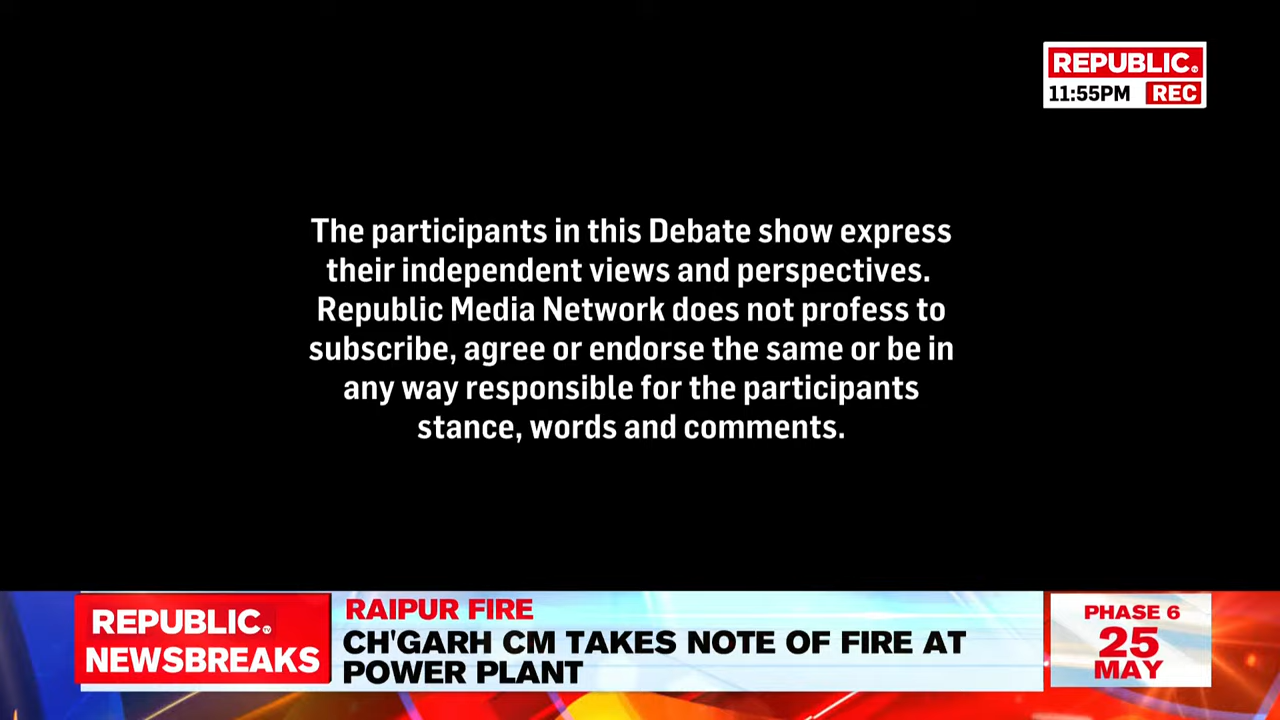 REPUBLIC.TV
11:55PM REC
The participants in this Debate show express
their independent views and perspectives.
Republic Media Network does not profess to
subscribe, agree or endorse the same or be in
any way responsible for the participants
stance, words and comments.
REPUBLIC.TV
NEWSBREAKS
RAIPUR FIRE
CH'GARH CM TAKES NOTE OF FIRE AT
POWER PLANT
PHASE 6
25
MAY